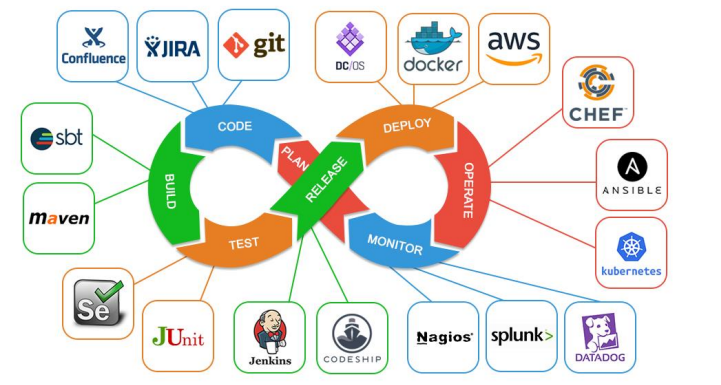 Confluence
JIRA
git
DC/OS
docker
aws
CHEF
sbt
CODE
PLAN
RELEASE
DEPLOY
OPERATE
ANSIBLE
BUILD
maven
TEST
MONITOR
kubernetes
Se
JUnit
Jenkins
CODESHIP
Nagios®
splunk>
DATADOG